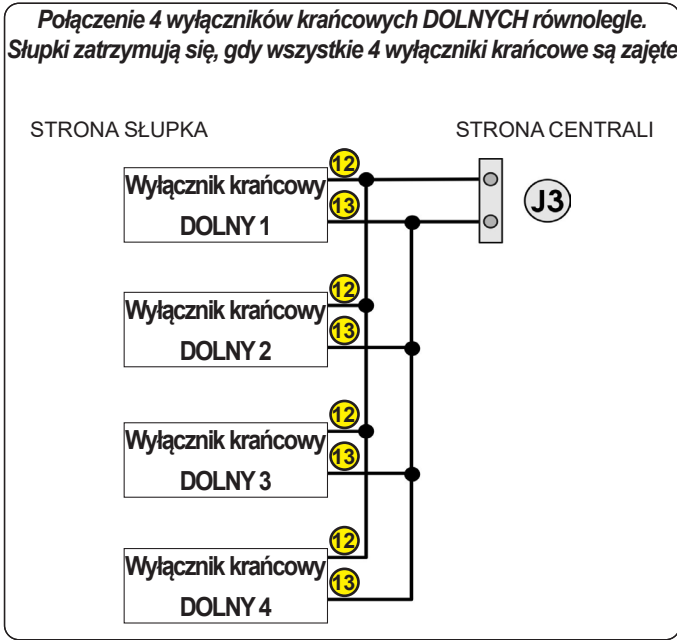 Połączenie 4 wyłączników krańcowych DOLNYCH równolegle.
Słupki zatrzymują się, gdy wszystkie 4 wyłączniki krańcowe są zajęte
STRONA SŁUPKA
STRONA CENTRALI
12
Wyłącznik krańcowy
13
DOLNY 1
J3
12
Wyłącznik krańcowy
13
DOLNY 2
12
Wyłącznik krańcowy
13
DOLNY 3
12
Wyłącznik krańcowy
13
DOLNY 4